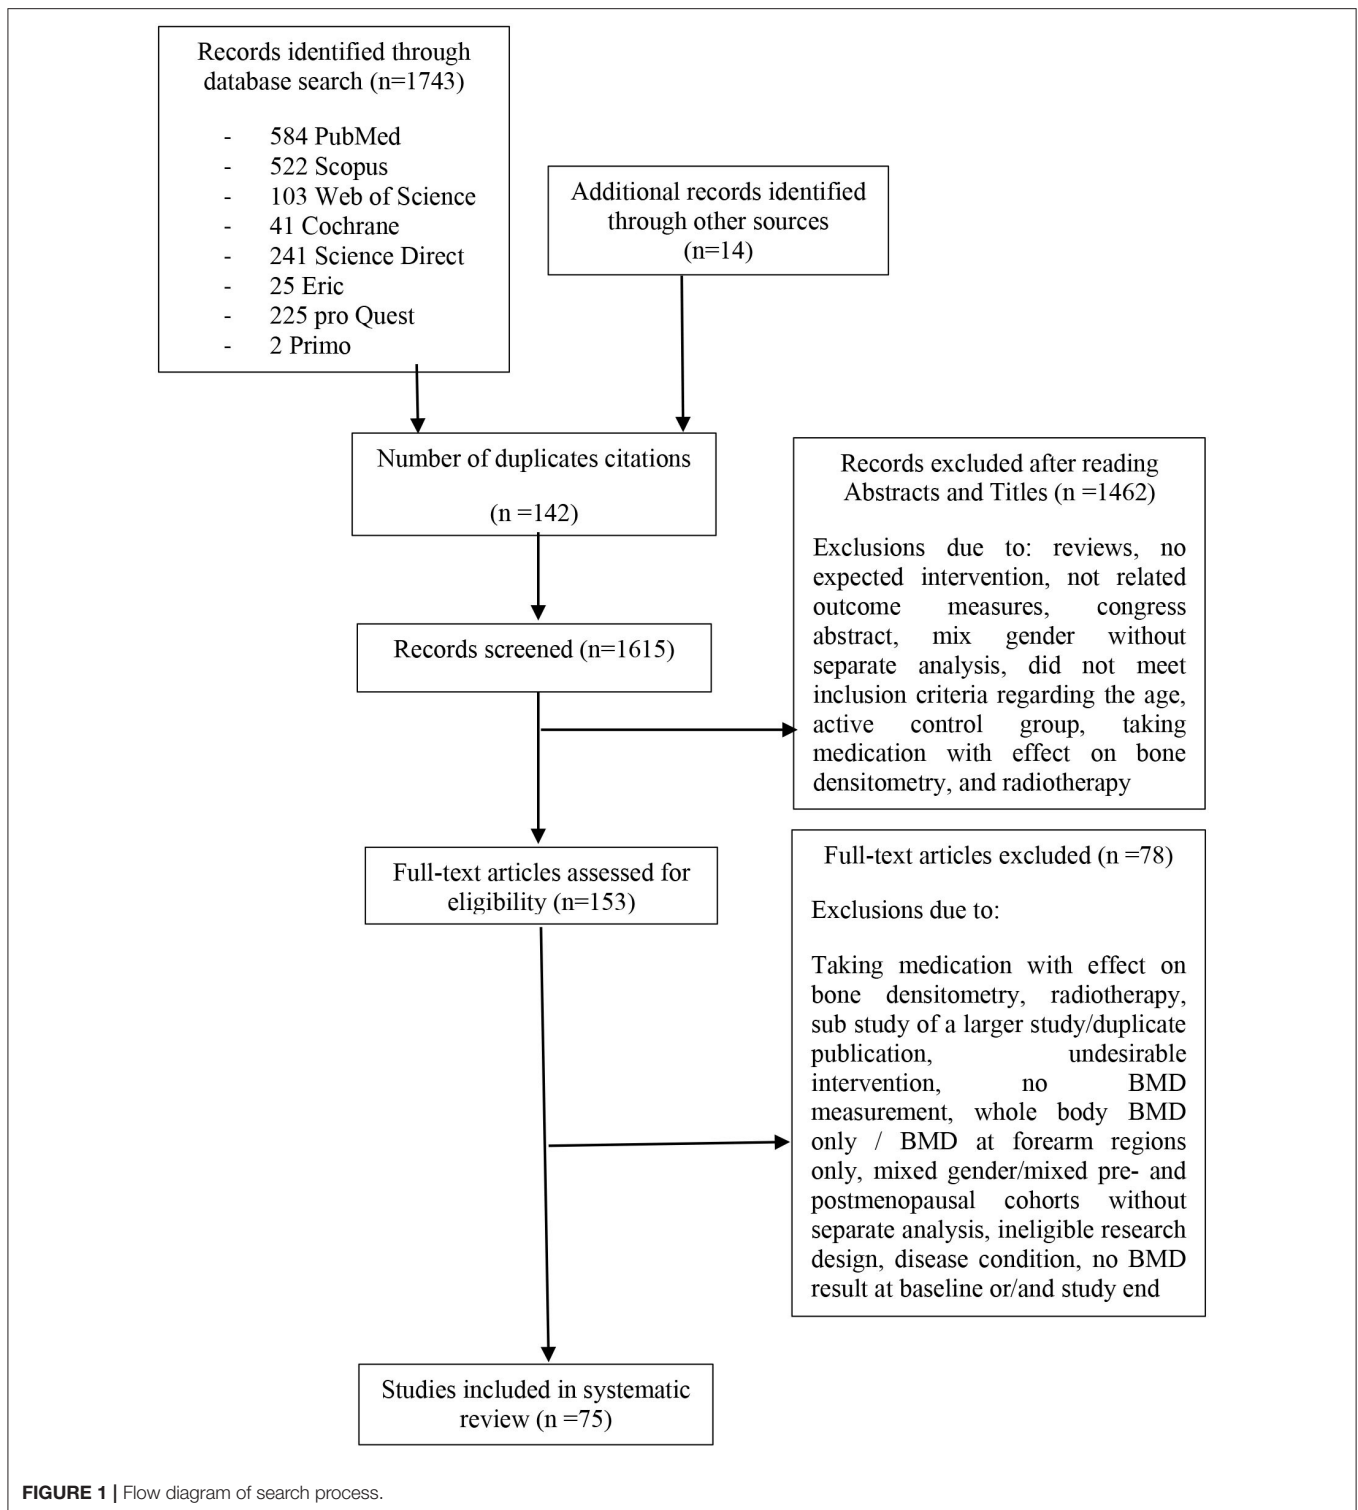 Records identified through
database search (n=1743)
- 584 PubMed
- 522 Scopus
- 103 Web of Science
- 41 Cochrane
- 241 Science Direct
- 25 Eric
- 225 pro Quest
- 2 Primo
Additional records identified
through other sources
(n=14)
Number of duplicates citations
(n =142)
Records screened (n=1615)
Records excluded after reading
Abstracts and Titles (n =1462)
Exclusions due to: reviews, no
expected intervention, not related
outcome measures, congress
abstract, mix gender without
separate analysis, did not meet
inclusion criteria regarding the age,
active control group, taking
medication with effect on bone
densitometry, and radiotherapy
Full-text articles assessed for
eligibility (n=153)
Full-text articles excluded (n =78)
Exclusions due to:
Taking medication with effect on
bone densitometry, radiotherapy,
sub study of a larger study/duplicate
publication, undesirable
intervention, no BMD
measurement, whole body BMD
only / BMD at forearm regions
only, mixed gender/mixed pre- and
postmenopausal cohorts without
separate analysis, ineligible research
design, disease condition, no BMD
result at baseline or/and study end
Studies included in systematic
review (n =75)
FIGURE 1 | Flow diagram of search process.